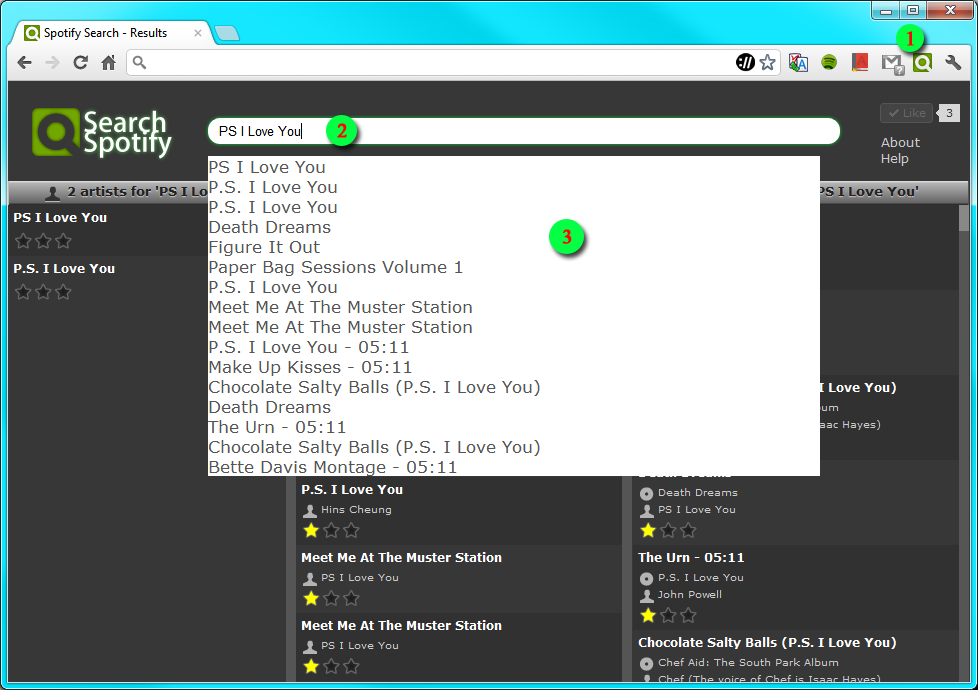 Spotify Search - Results
1
Search
Spotify
PS I Love You
2
Like
3
About
Help
2 artists for 'PS I Lo
PS I Love You'
PS I Love You
P.S. I Love You
PS I Love You
P.S. I Love You
P.S. I Love You
Death Dreams
Figure It Out
3
Paper Bag Sessions Volume 1
P.S. I Love You
Meet Me At The Muster Station
Meet Me At The Muster Station
P.S. I Love You - 05:11
Make Up Kisses - 05:11
Chocolate Salty Balls (P.S. I Love You)
Death Dreams
The Urn - 05:11
Chocolate Salty Balls (P.S. I Love You)
Bette Davis Montage - 05:11
P.S. I Love You
Hins Cheung
Meet Me At The Muster Station
PS I Love You
Meet Me At The Muster Station
PS I Love You
I Love You)
um
aac Hayes)
Death Dreams
PS I Love You
The Urn - 05:11
P.S. I Love You
John Powell
Chocolate Salty Balls (P.S. I Love You)
Chef Aid: The South Park Album
Chef (The voice of Chef is Isaac Hayes)